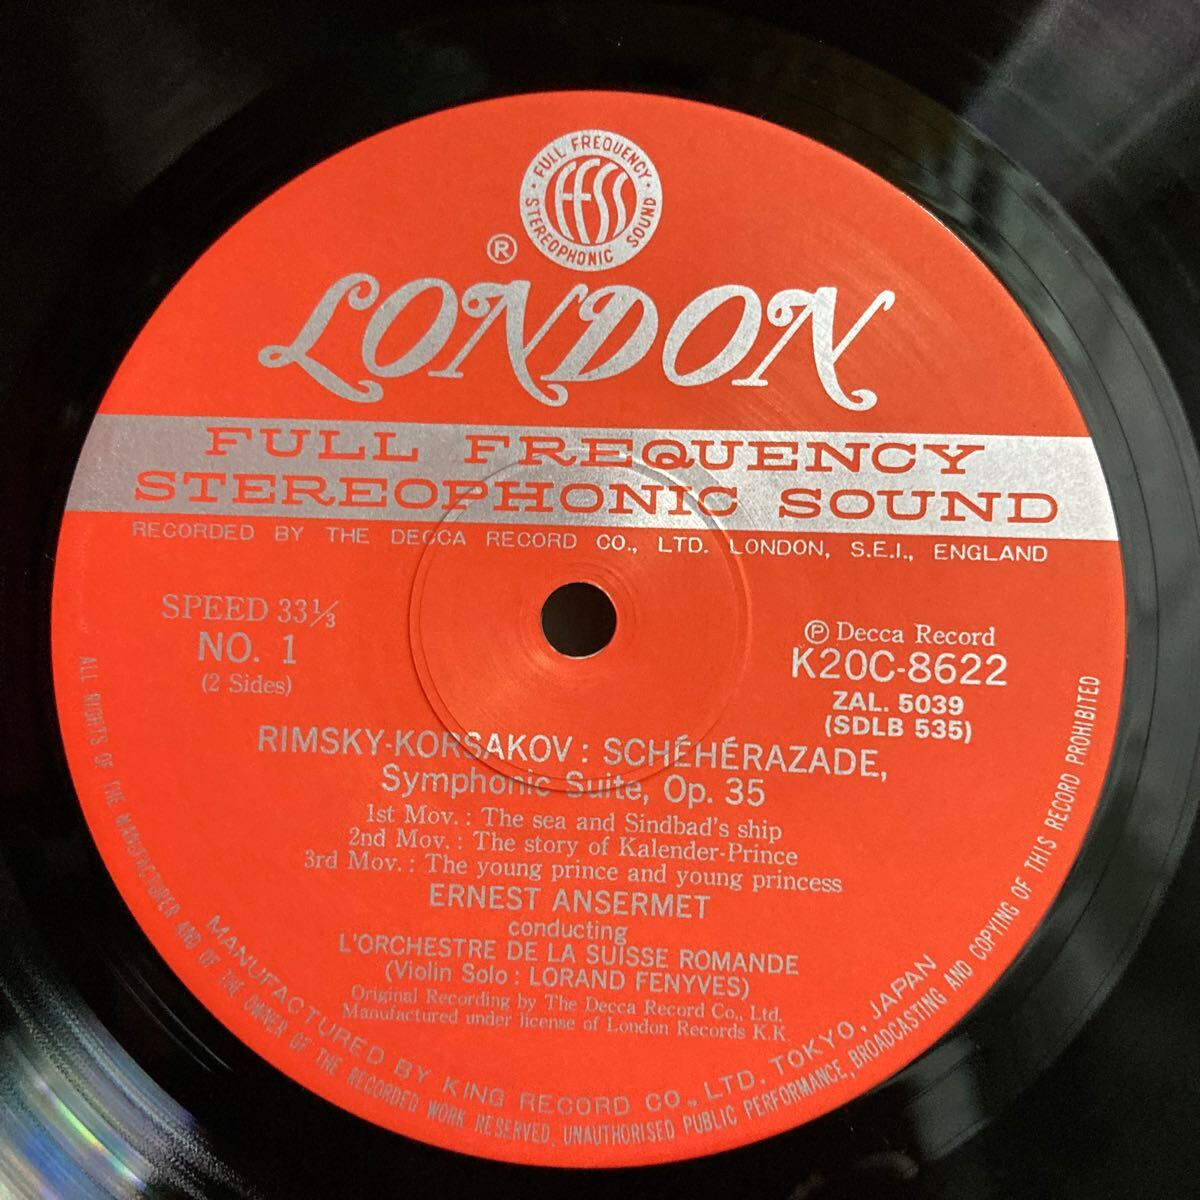 · FULL FREQUENCY · STEREOPHONIC SOUND
FFSS
®
LONDON
FULL FREQUENCY
STEREOPHONIC SOUND
RECORDED BY THE DECCA RECORD CO., LTD. LONDON, S.E.I., ENGLAND
SPEED 33⅓
NO. 1
(2 Sides)
Ⓟ Decca Record
K20C-8622
ZAL. 5039
(SDLB 535)
RIMSKY-KORSAKOV : SCHÉHÉRAZADE,
Symphonic Suite, Op. 35
1st Mov. : The sea and Sindbad's ship
2nd Mov. : The story of Kalender-Prince
3rd Mov. : The young prince and young princess
ERNEST ANSERMET
conducting
L'ORCHESTRE DE LA SUISSE ROMANDE
(Violin Solo : LORAND FENYVES)
Original Recording by The Decca Record Co., Ltd.
Manufactured under license of London Records K.K
MANUFACTURED BY KING RECORD CO., LTD. TOKYO, JAPAN
ALL RIGHTS OF THE MANUFACTURER AND OF THE OWNER OF THE RECORDED WORK RESERVED, UNAUTHORISED PUBLIC PERFORMANCE, BROADCASTING AND COPYING OF THIS RECORD PROHIBITED